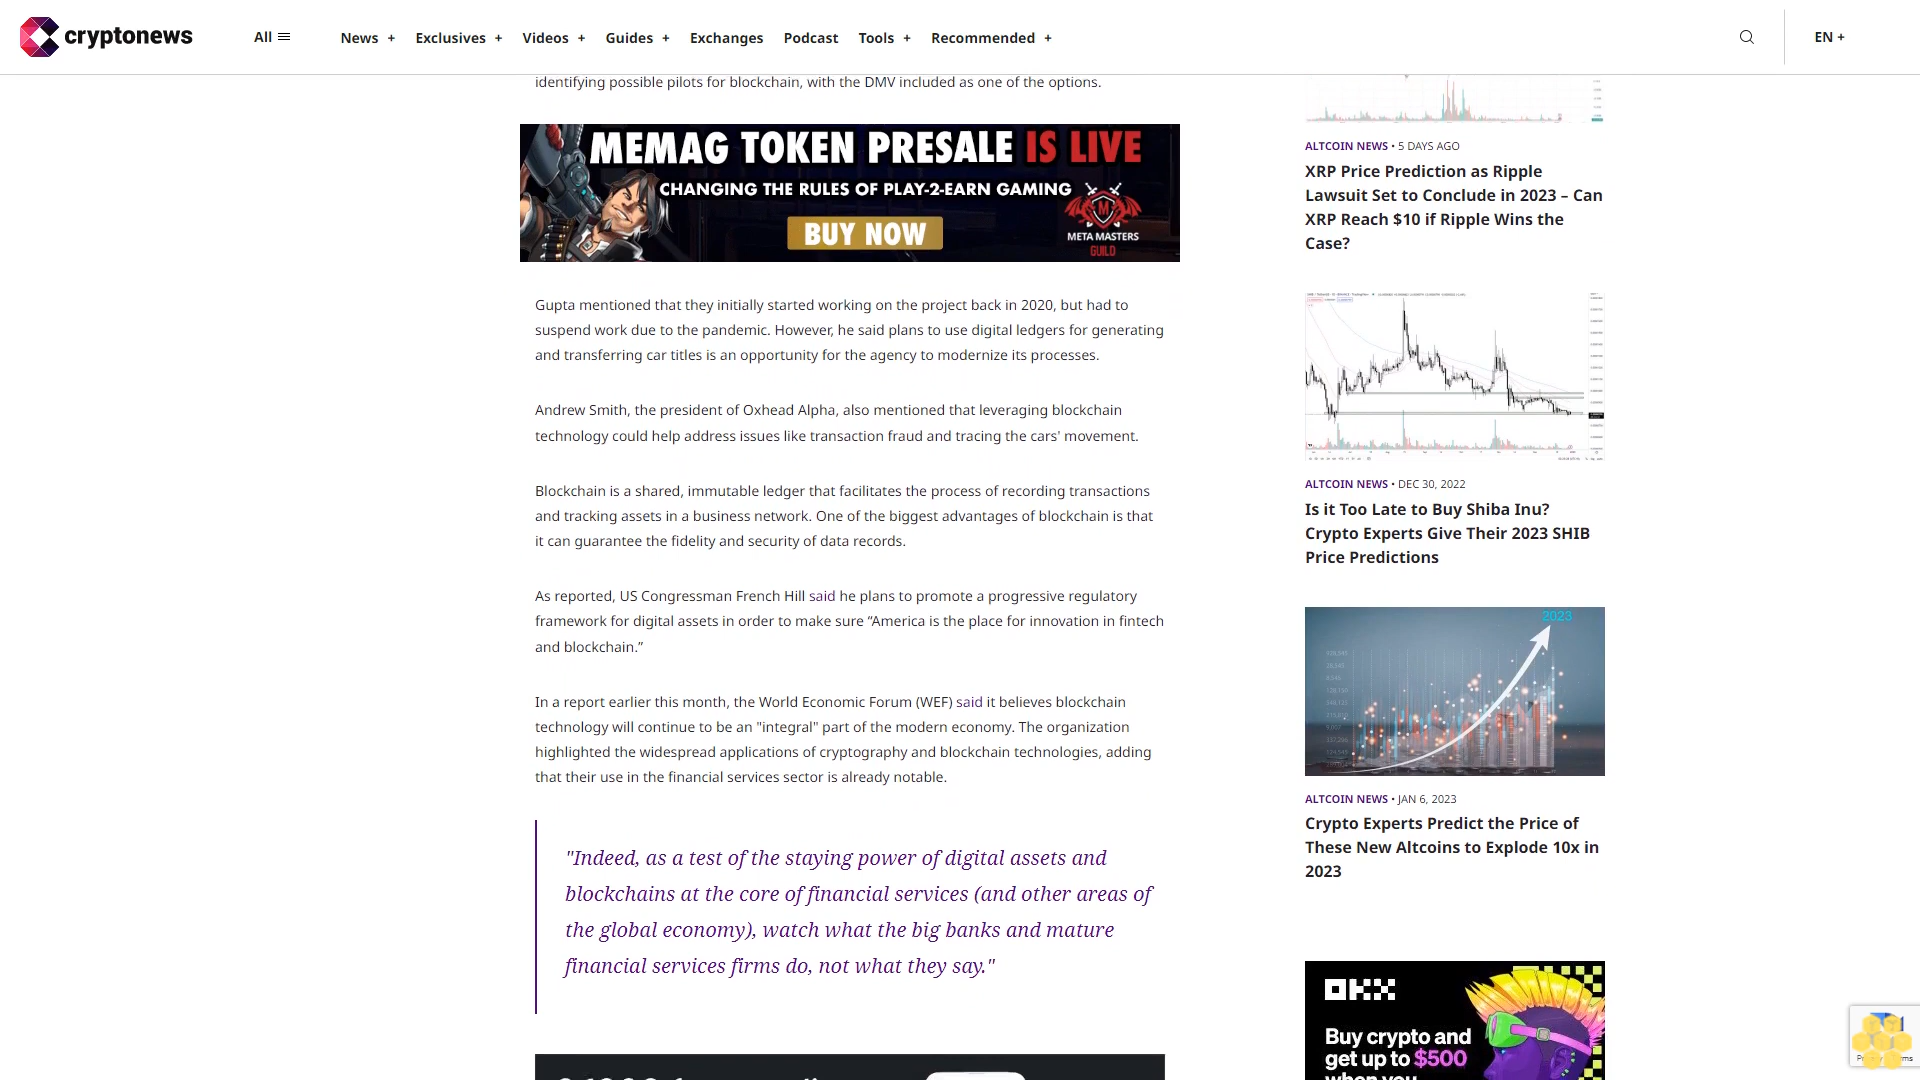 cryptonews
All
News +
Exclusives +
Videos +
Guides +
Exchanges
Podcast
Tools +
Recommended +
EN +
identifying possible pilots for blockchain, with the DMV included as one of the options.
MEMAG TOKEN PRESALE IS LIVE
CHANGING THE RULES OF PLAY-2-EARN GAMING
BUY NOW
META MASTERS
GUILD
Gupta mentioned that they initially started working on the project back in 2020, but had to
suspend work due to the pandemic. However, he said plans to use digital ledgers for generating
and transferring car titles is an opportunity for the agency to modernize its processes.
Andrew Smith, the president of Oxhead Alpha, also mentioned that leveraging blockchain
technology could help address issues like transaction fraud and tracing the cars' movement.
Blockchain is a shared, immutable ledger that facilitates the process of recording transactions
and tracking assets in a business network. One of the biggest advantages of blockchain is that
it can guarantee the fidelity and security of data records.
As reported, US Congressman French Hill said he plans to promote a progressive regulatory
framework for digital assets in order to make sure “America is the place for innovation in fintech
and blockchain.”
In a report earlier this month, the World Economic Forum (WEF) said it believes blockchain
technology will continue to be an "integral" part of the modern economy. The organization
highlighted the widespread applications of cryptography and blockchain technologies, adding
that their use in the financial services sector is already notable.
"Indeed, as a test of the staying power of digital assets and
blockchains at the core of financial services (and other areas of
the global economy), watch what the big banks and mature
financial services firms do, not what they say."
ALTCOIN NEWS • 5 DAYS AGO
XRP Price Prediction as Ripple
Lawsuit Set to Conclude in 2023 – Can
XRP Reach $10 if Ripple Wins the
Case?
ALTCOIN NEWS • DEC 30, 2022
Is it Too Late to Buy Shiba Inu?
Crypto Experts Give Their 2023 SHIB
Price Predictions
2023
ALTCOIN NEWS • JAN 6, 2023
Crypto Experts Predict the Price of
These New Altcoins to Explode 10x in
2023
OKX
Buy crypto and
get up to $500
when you